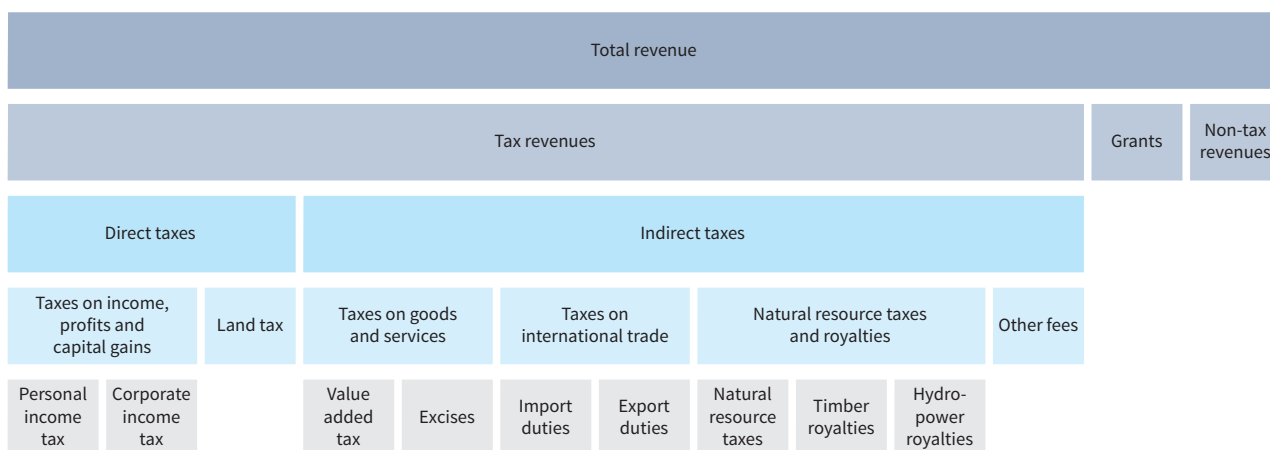 Total revenue
Tax revenues
Grants
Non-tax
revenues
Direct taxes
Indirect taxes
Taxes on income,
profits and
capital gains
Land tax
Taxes on goods
and services
Taxes on
international trade
Natural resource taxes
and royalties
Other fees
Personal
income
tax
Corporate
income
tax
Value
added
tax
Excises
Import
duties
Export
duties
Natural
resource
taxes
Timber
royalties
Hydro-
power
royalties